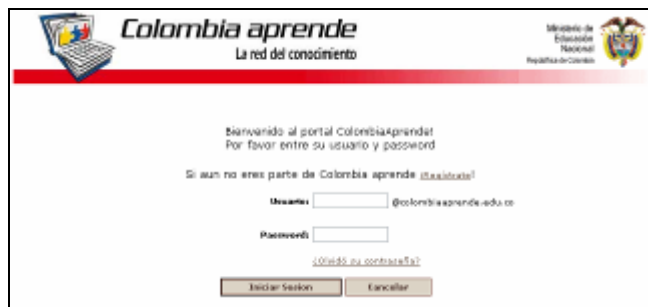 Colombia aprende
La red del conocimiento
Ministerio de
Educación
Nacional
República de Colombia
Bienvenido al portal ColombiaAprende!
Por favor entre su usuario y password
Si aun no eres parte de Colombia aprende ¡Regístrate!
Usuario: @colombiaaprende.edu.co
Password:
¿Olvidó su contraseña?
Iniciar Sesion Cancelar